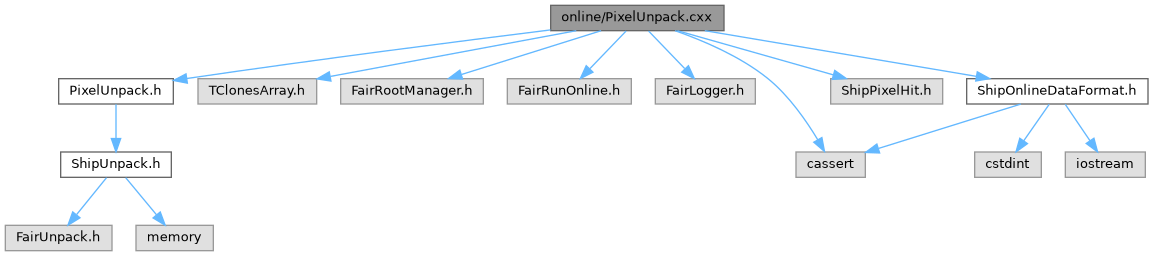 online/PixelUnpack.cxx
PixelUnpack.h
TClonesArray.h
FairRootManager.h
FairRunOnline.h
FairLogger.h
ShipPixelHit.h
ShipOnlineDataFormat.h
ShipUnpack.h
cassert
cstdint
iostream
FairUnpack.h
memory